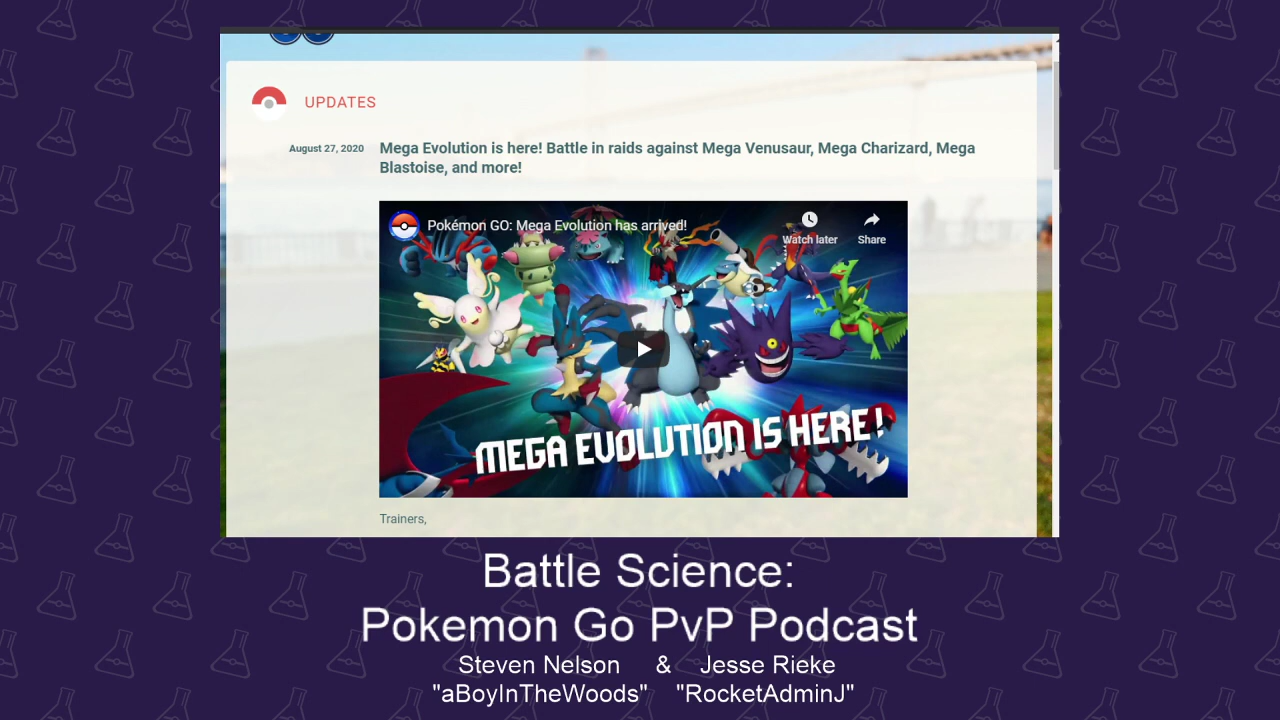 UPDATES
August 27, 2020
Mega Evolution is here! Battle in raids against Mega Venusaur, Mega Charizard, Mega
Blastoise, and more!
Pokémon GO: Mega Evolution has arrived!
Watch later
Share
MEGA EVOLUTION IS HERE!
Trainers,
Battle Science:
Pokemon Go PvP Podcast
Steven Nelson & Jesse Rieke
"aBoyInTheWoods" "RocketAdminJ"